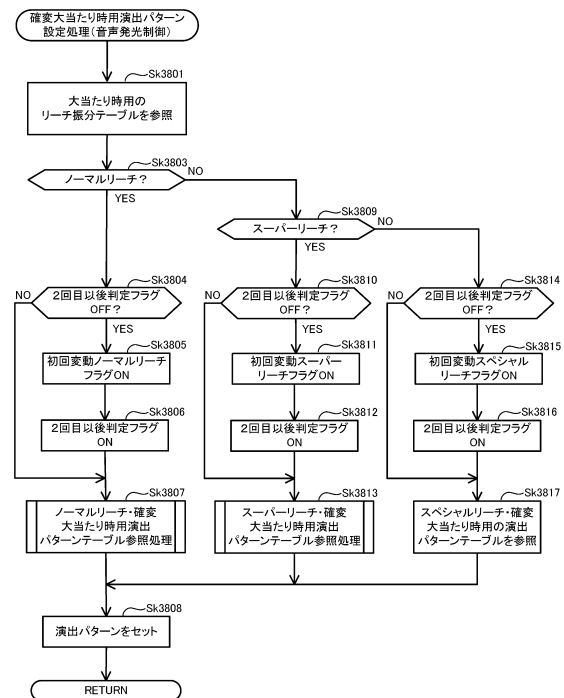 確変大当たり時用演出パターン
設定処理(音声発光制御)
Sk3801
大当たり時用の
リーチ振分テーブルを参照
Sk3803
ノーマルリーチ?
NO
YES
Sk3809
スーパーリーチ?
NO
YES
Sk3804
NO
2回目以後判定フラグ
OFF?
YES
Sk3810
NO
2回目以後判定フラグ
OFF?
YES
Sk3814
NO
2回目以後判定フラグ
OFF?
YES
Sk3805
初回変動ノーマルリーチ
フラグON
Sk3811
初回変動スーパー
リーチフラグON
Sk3815
初回変動スペシャル
リーチフラグON
Sk3806
2回目以後判定フラグ
ON
Sk3812
2回目以後判定フラグ
ON
Sk3816
2回目以後判定フラグ
ON
Sk3807
ノーマルリーチ・確変
大当たり時用演出
パターンテーブル参照処理
Sk3813
スーパーリーチ・確変
大当たり時用演出
パターンテーブル参照処理
Sk3817
スペシャルリーチ・確変
大当たり時用の演出
パターンテーブルを参照
Sk3808
演出パターンをセット
RETURN